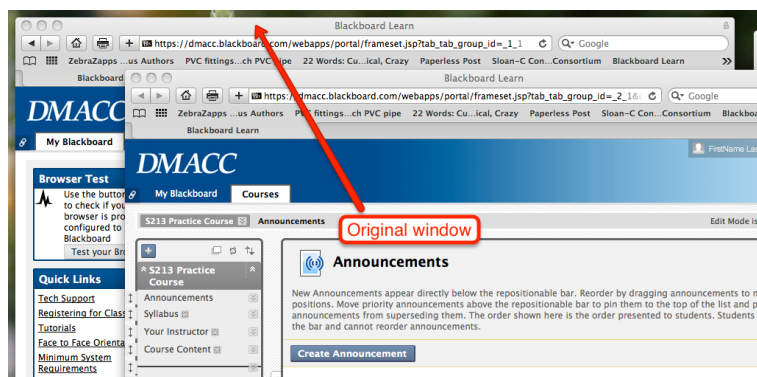 Blackboard Learn
https://dmacc.blackboard.com/webapps/portal/frameset.jsp?tab_tab_group_id=_1_1
Google
ZebraZapps ...us Authors PVC fittings...ch PVC pipe 22 Words: Cu...ical, Crazy Paperless Post Sloan-C Con...Consortium Blackboard Learn
Blackboard
DMACC
My Blackboard
Browser Test
Use the button
to check if you
browser is pro
configured to
Blackboard
Test your Bro
Quick Links
Tech Support
Registering for Class
Tutorials
Face to Face Orienta
Minimum System
Requirements
Blackboard Learn
https://dmacc.blackboard.com/webapps/portal/frameset.jsp?tab_tab_group_id=_2_1&
Google
ZebraZapps ...us Authors PVC fittings...ch PVC pipe 22 Words: Cu...ical, Crazy Paperless Post Sloan-C Con...Consortium Blackboa
Blackboard Learn
DMACC
FirstName La
My Blackboard Courses
Original window
S213 Practice Course Announcements Edit Mode is
S213 Practice
Course
Announcements
Syllabus
Your Instructor
Course Content
Announcements
New Announcements appear directly below the repositionable bar. Reorder by dragging announcements to n
positions. Move priority announcements above the repositionable bar to pin them to the top of the list and p
announcements from superseding them. The order shown here is the order presented to students. Students
the bar and cannot reorder announcements.
Create Announcement